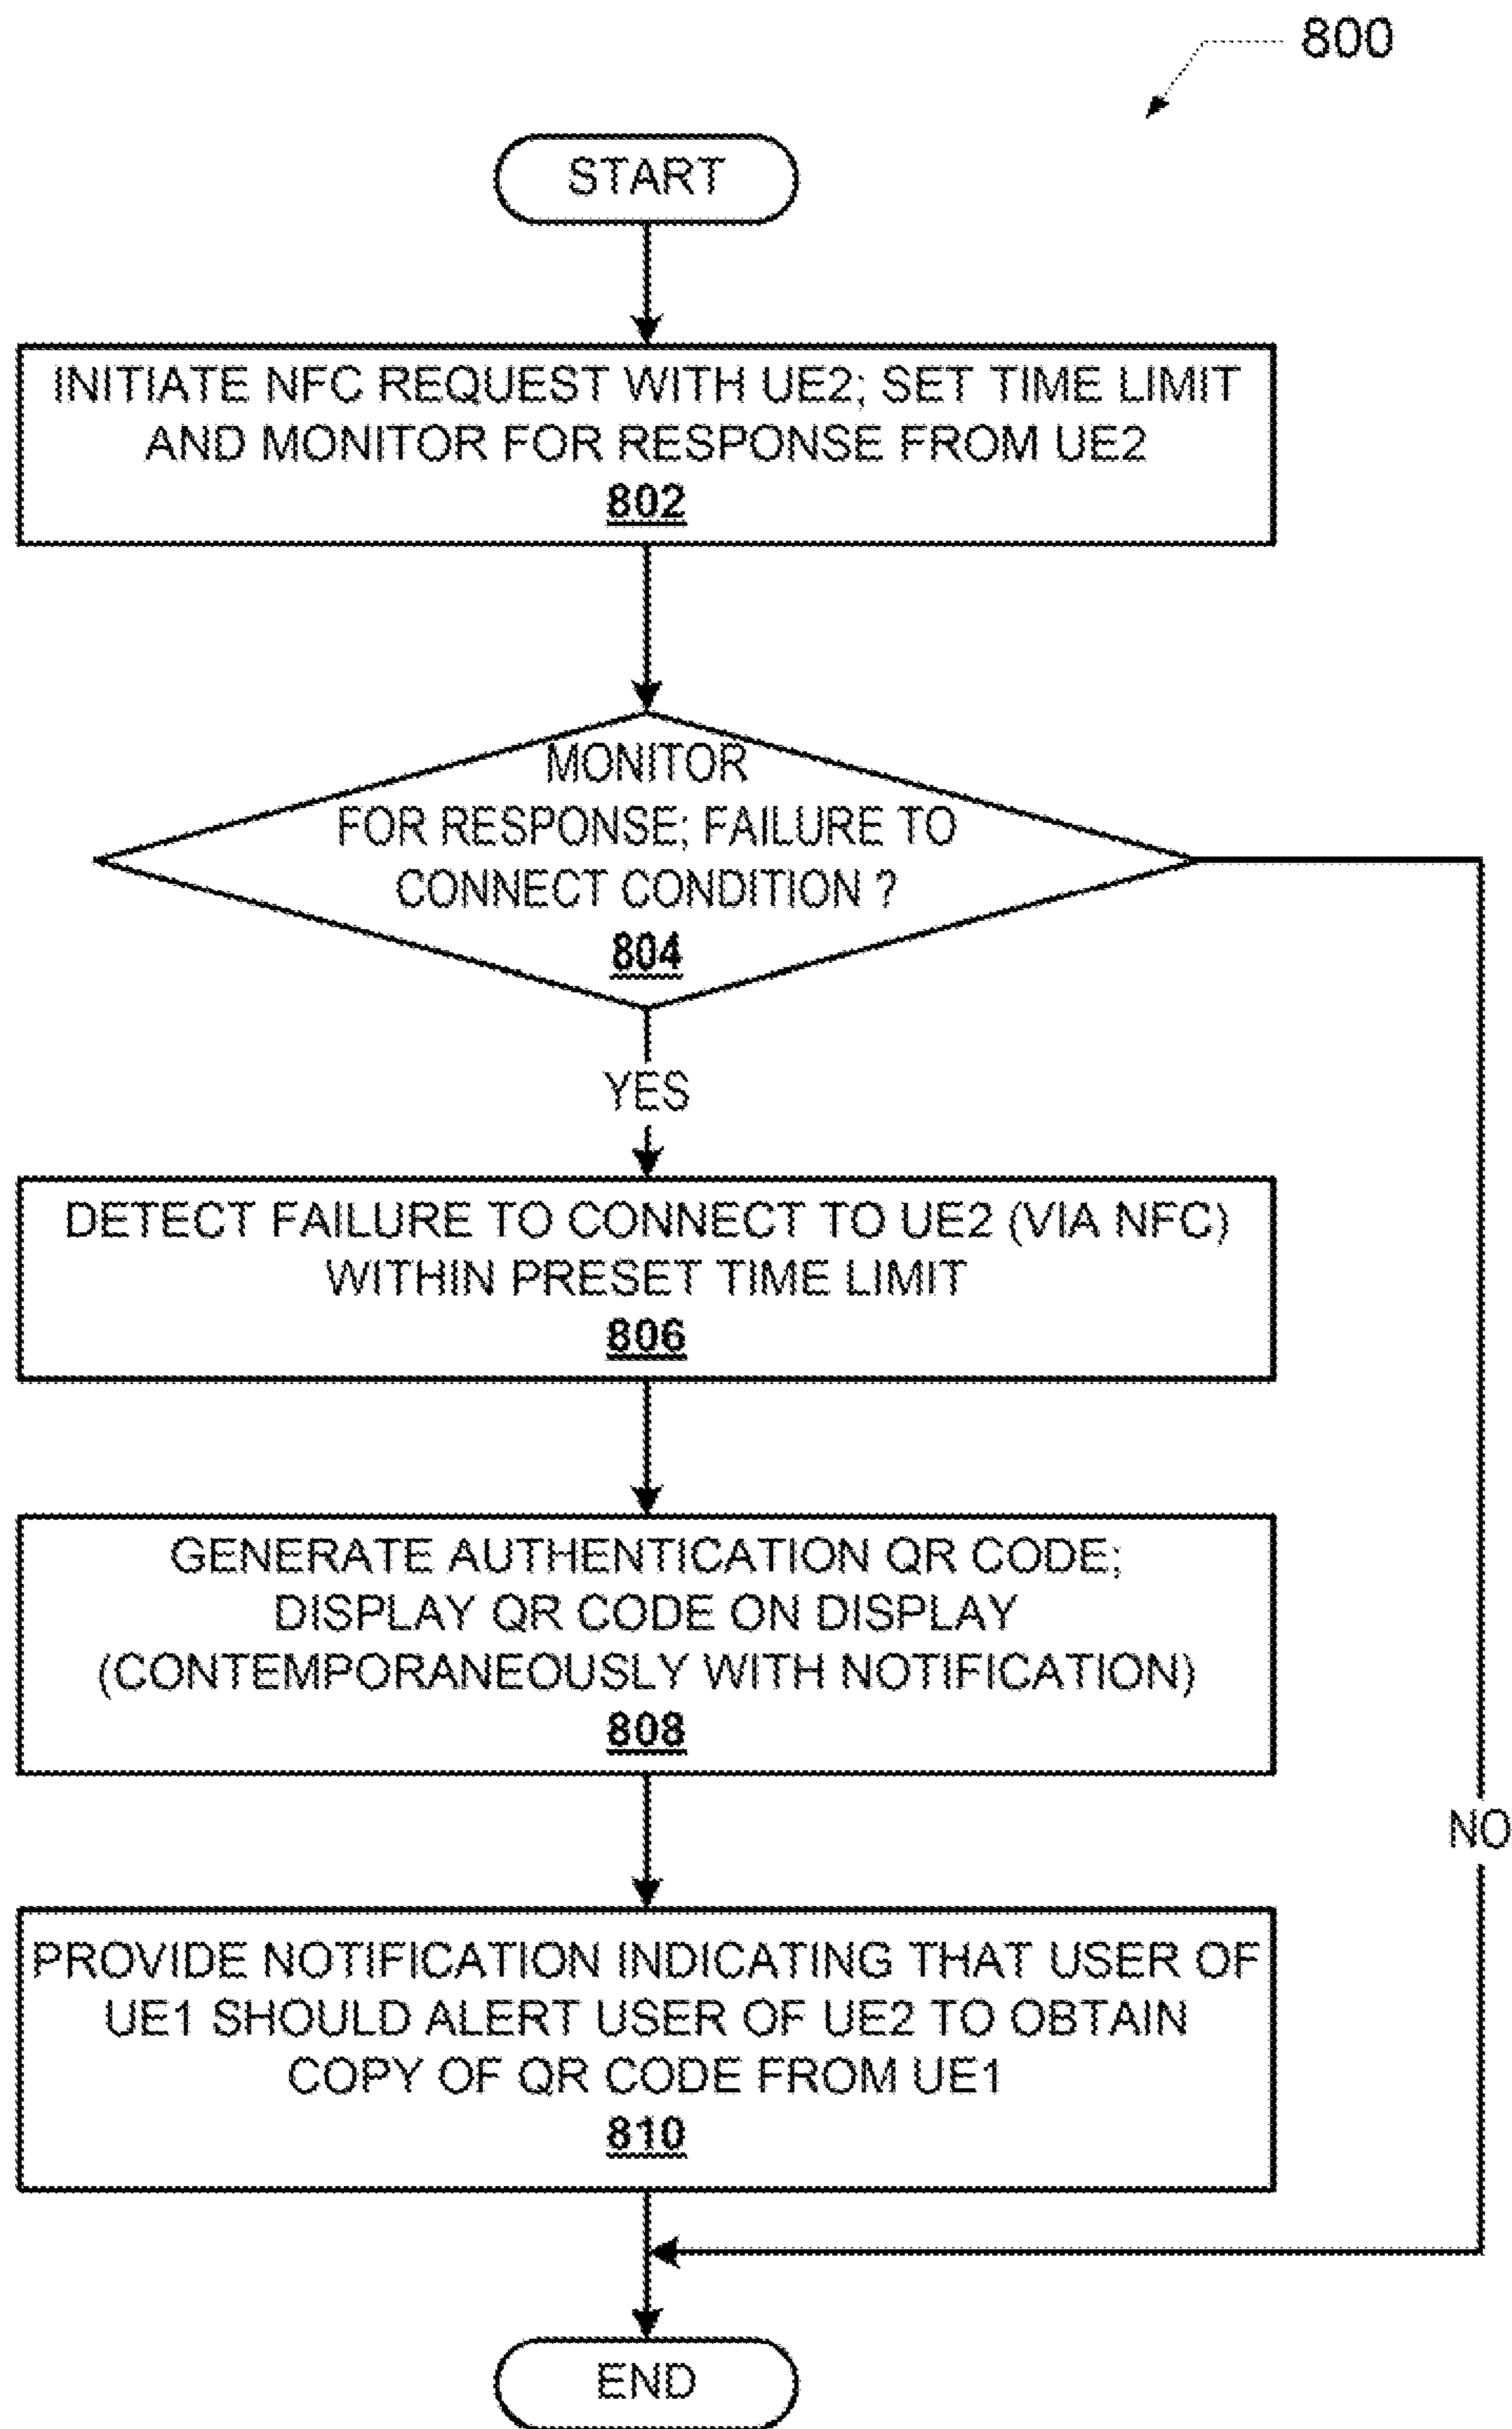 800
START
INITIATE NFC REQUEST WITH UE2; SET TIME LIMIT
AND MONITOR FOR RESPONSE FROM UE2
802
MONITOR
FOR RESPONSE; FAILURE TO
CONNECT CONDITION ?
804
YES
DETECT FAILURE TO CONNECT TO UE2 (VIA NFC)
WITHIN PRESET TIME LIMIT
806
GENERATE AUTHENTICATION QR CODE;
DISPLAY QR CODE ON DISPLAY
(CONTEMPORANEOUSLY WITH NOTIFICATION)
808
NO
PROVIDE NOTIFICATION INDICATING THAT USER OF
UE1 SHOULD ALERT USER OF UE2 TO OBTAIN
COPY OF QR CODE FROM UE1
810
END